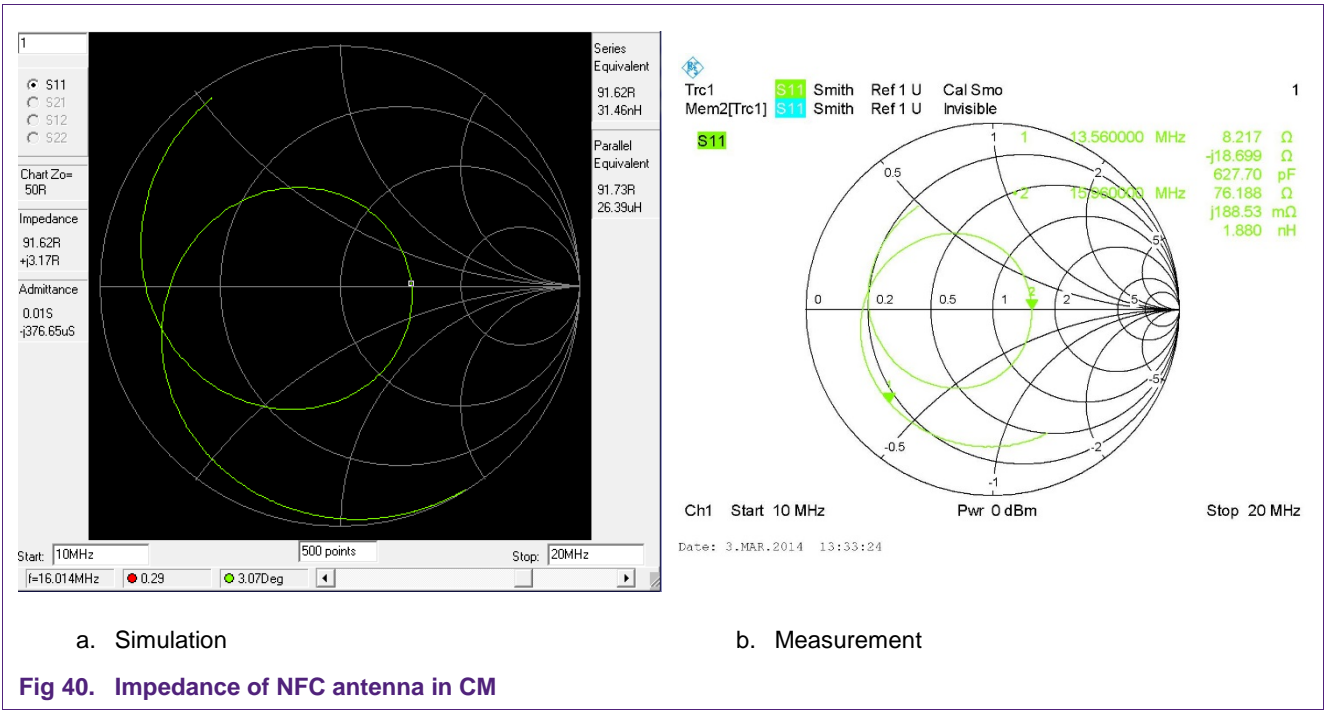 1
S11
S21
S12
S22
Chart Zo=
50R
Impedance
91.62R
+j3.17R
Admittance
0.01S
-j376.65uS
Series
Equivalent
91.62R
31.46nH
Parallel
Equivalent
91.73R
26.39uH
Start: 10MHz
500 points
Stop: 20MHz
f=16.014MHz 0.29 3.07Deg
Trc1 S11 Smith Ref 1 U Cal Smo 1
Mem2[Trc1] S11 Smith Ref 1 U Invisible
S11
1 13.560000 MHz 8.217 Ω
-j18.699 Ω
627.70 pF
2 15.960000 MHz 76.188 Ω
j188.53 mΩ
1.880 nH
1
0.5
2
5
0 0.2 0.5 1 2 5
2
1
-5
-0.5
-2
-1
Ch1 Start 10 MHz Pwr 0 dBm Stop 20 MHz
Date: 3.MAR.2014 13:33:24
a. Simulation
b. Measurement
Fig 40. Impedance of NFC antenna in CM